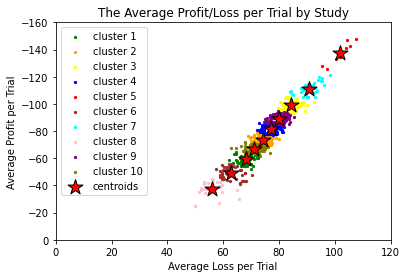 The Average Profit/Loss per Trial by Study
−160
−140
−120
−100
−80
−60
−40
−20
0
Average Profit per Trial
cluster 1
cluster 2
cluster 3
cluster 4
cluster 5
cluster 6
cluster 7
cluster 8
cluster 9
cluster 10
centroids
0 20 40 60 80 100 120
Average Loss per Trial